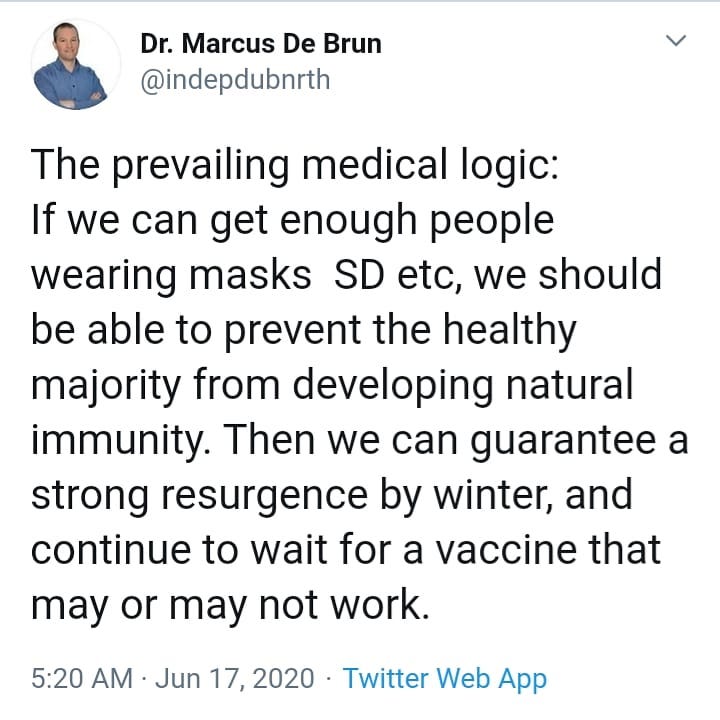 Dr. Marcus De Brun
@indepdubnrth
The prevailing medical logic:
If we can get enough people
wearing masks  SD etc, we should
be able to prevent the healthy
majority from developing natural
immunity. Then we can guarantee a
strong resurgence by winter, and
continue to wait for a vaccine that
may or may not work.
5:20 AM · Jun 17, 2020 · Twitter Web App